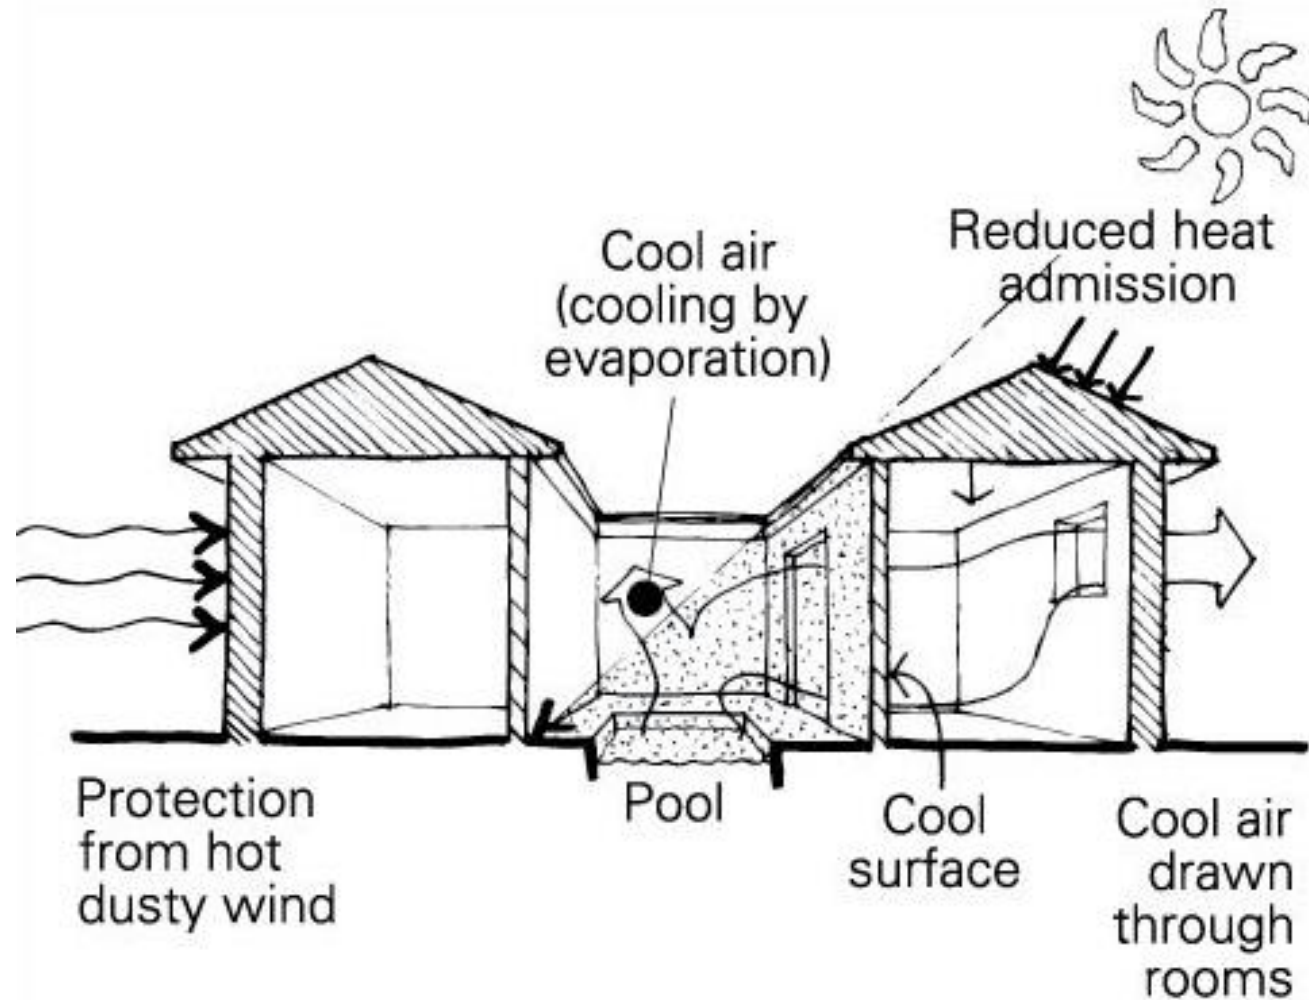 Reduced heat
admission
Cool air
(cooling by
evaporation)
Protection
from hot
dusty wind
Pool
Cool
surface
Cool air
drawn
through
rooms